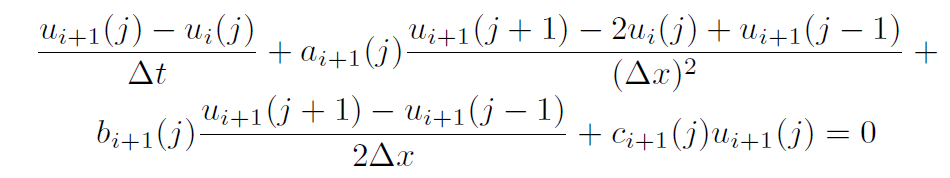 \frac{u_{i+1}(j) - u_i(j)}{\Delta t} + a_{i+1}(j)\frac{u_{i+1}(j+1) - 2u_i(j) + u_{i+1}(j-1)}{(\Delta x)^2} +
b_{i+1}(j)\frac{u_{i+1}(j+1) - u_{i+1}(j-1)}{2\Delta x} + c_{i+1}(j)u_{i+1}(j) = 0